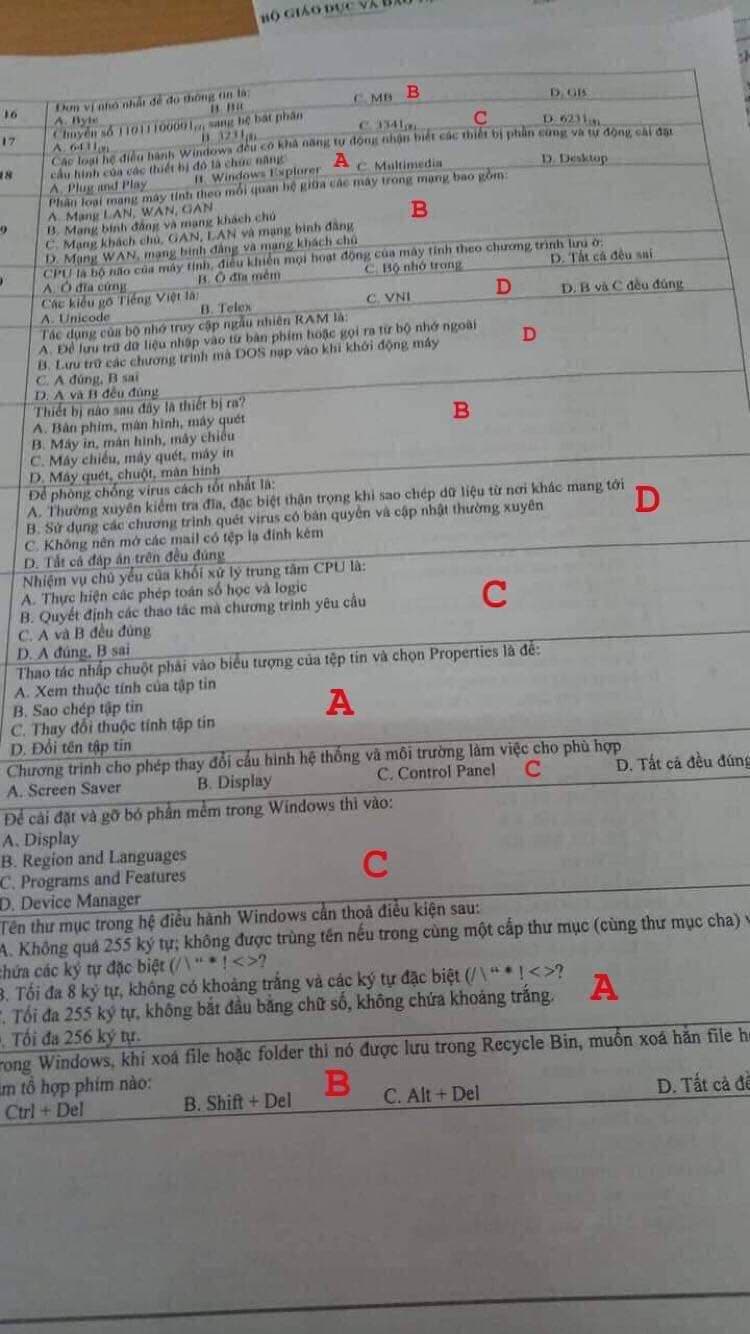 BỘ GIÁO DỤC VÀ ĐÀO
16 Đơn vị nhỏ nhất để đo thông tin là:
A. Byte B. Bit C. MB B D. GB
17 Chuyển số 11011100001(2) sang hệ bát phân
A. 6431(8) B. 3231(8) C. 3341(8) C D. 6231(8)
18 Các loại hệ điều hành Windows đều có khả năng tự động nhận biết các thiết bị phần cứng và tự động cài đặt
cấu hình của các thiết bị đó là chức năng: A
A. Plug and Play B. Windows Explorer C. Multimedia D. Desktop
9 Phân loại mạng máy tính theo mối quan hệ giữa các máy trong mạng bao gồm:
A. Mạng LAN, WAN, GAN
B. Mạng bình đẳng và mạng khách chủ B
C. Mạng khách chủ, GAN, LAN và mạng bình đẳng
D. Mạng WAN, mạng bình đẳng và mạng khách chủ
CPU là bộ não của máy tính, điều khiển mọi hoạt động của máy tính theo chương trình lưu ở:
A. Ổ đĩa cứng B. Ổ đĩa mềm C. Bộ nhớ trong D. Tất cả đều sai
Các kiểu gõ Tiếng Việt là:
A. Unicode B. Telex C. VNI D D. B và C đều đúng
Tác dụng của bộ nhớ truy cập ngẫu nhiên RAM là:
A. Để lưu trữ dữ liệu nhập vào từ bàn phím hoặc gọi ra từ bộ nhớ ngoài
B. Lưu trữ các chương trình mà DOS nạp vào khi khởi động máy D
C. A đúng, B sai
D. A và B đều đúng
Thiết bị nào sau đây là thiết bị ra?
A. Bàn phím, màn hình, máy quét B
B. Máy in, màn hình, máy chiếu
C. Máy chiếu, máy quét, máy in
D. Máy quét, chuột, màn hình
Để phòng chống virus cách tốt nhất là:
A. Thường xuyên kiểm tra đĩa, đặc biệt thận trọng khi sao chép dữ liệu từ nơi khác mang tới
B. Sử dụng các chương trình quét virus có bản quyền và cập nhật thường xuyên D
C. Không nên mở các mail có tệp lạ đính kèm
D. Tất cả đáp án trên đều đúng
Nhiệm vụ chủ yếu của khối xử lý trung tâm CPU là:
A. Thực hiện các phép toán số học và logic
B. Quyết định các thao tác mà chương trình yêu cầu C
C. A và B đều đúng
D. A đúng, B sai
Thao tác nhấp chuột phải vào biểu tượng của tệp tin và chọn Properties là để:
A. Xem thuộc tính của tập tin
B. Sao chép tập tin A
C. Thay đổi thuộc tính tập tin
D. Đổi tên tập tin
Chương trình cho phép thay đổi cấu hình hệ thống và môi trường làm việc cho phù hợp
A. Screen Saver B. Display C. Control Panel C D. Tất cả đều đúng
Để cài đặt và gỡ bỏ phần mềm trong Windows thì vào:
A. Display
B. Region and Languages
C. Programs and Features C
D. Device Manager
Tên thư mục trong hệ điều hành Windows cần thoả điều kiện sau:
A. Không quá 255 ký tự; không được trùng tên nếu trong cùng một cấp thư mục (cùng thư mục cha) v
chứa các ký tự đặc biệt (/ \ “ * ! < >?
B. Tối đa 8 ký tự, không có khoảng trắng và các ký tự đặc biệt (/ \ “ * ! < >?
. Tối đa 255 ký tự, không bắt đầu bằng chữ số, không chứa khoảng trắng. A
. Tối đa 256 ký tự.
rong Windows, khi xoá file hoặc folder thì nó được lưu trong Recycle Bin, muốn xoá hẳn file h
m tổ hợp phím nào:
Ctrl + Del B. Shift + Del B C. Alt + Del D. Tất cả đề